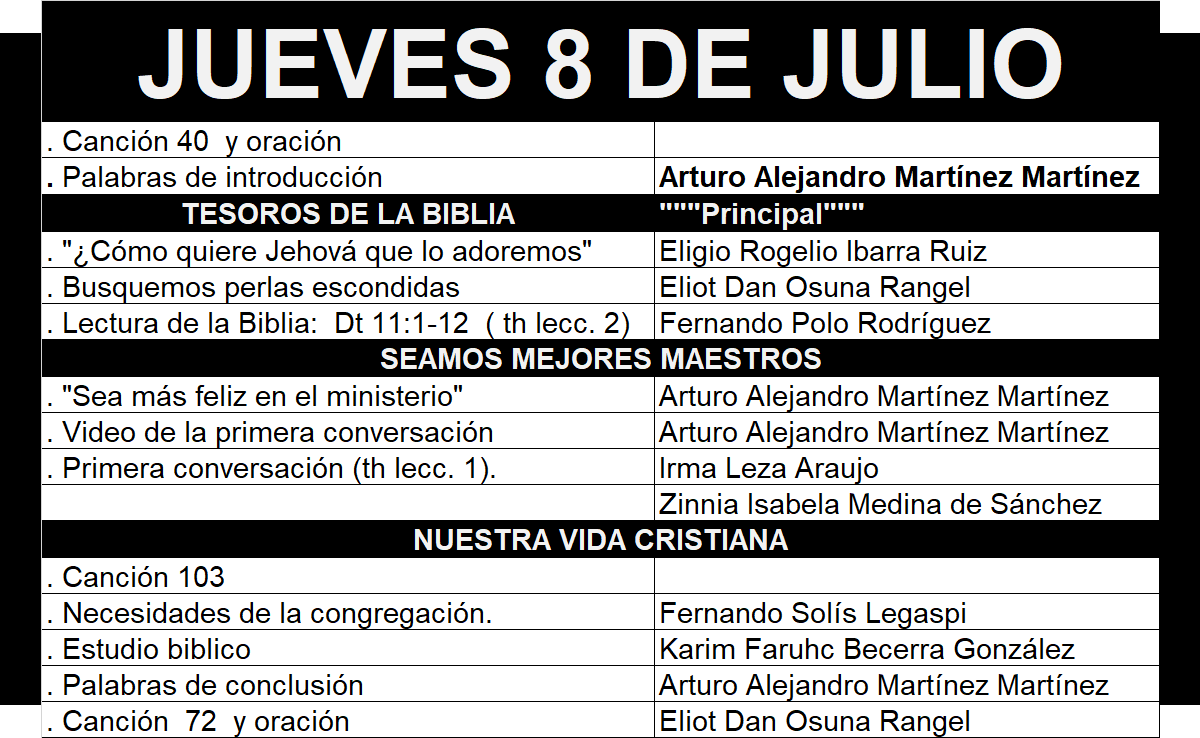 JUEVES 8 DE JULIO
. Canción 40  y oración
. Palabras de introducción Arturo Alejandro Martínez Martínez
TESOROS DE LA BIBLIA """Principal"""
. "¿Cómo quiere Jehová que lo adoremos" Eligio Rogelio Ibarra Ruiz
. Busquemos perlas escondidas Eliot Dan Osuna Rangel
. Lectura de la Biblia:  Dt 11:1-12  ( th lecc. 2) Fernando Polo Rodríguez
SEAMOS MEJORES MAESTROS
. "Sea más feliz en el ministerio" Arturo Alejandro Martínez Martínez
. Video de la primera conversación Arturo Alejandro Martínez Martínez
. Primera conversación (th lecc. 1). Irma Leza Araujo
Zinnia Isabela Medina de Sánchez
NUESTRA VIDA CRISTIANA
. Canción 103
. Necesidades de la congregación. Fernando Solís Legaspi
. Estudio biblico Karim Faruhc Becerra González
. Palabras de conclusión Arturo Alejandro Martínez Martínez
. Canción  72  y oración Eliot Dan Osuna Rangel